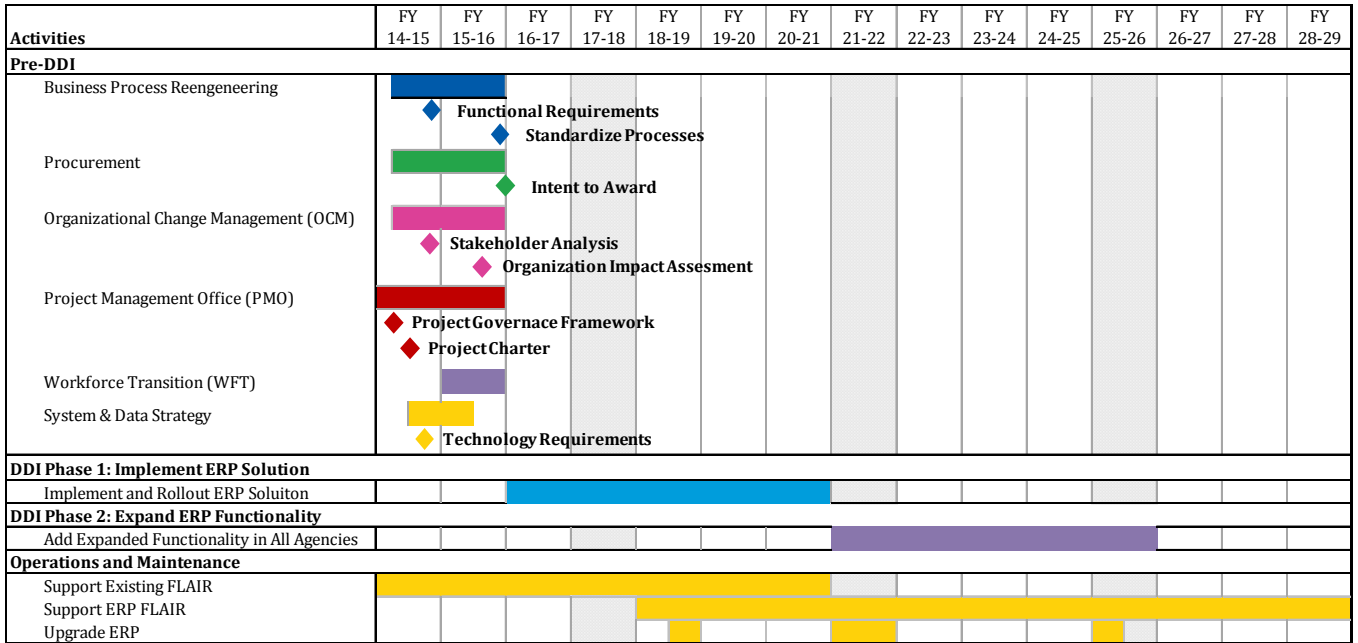 FY FY FY FY FY FY FY FY FY FY FY FY FY FY FY
Activities 14-15 15-16 16-17 17-18 18-19 19-20 20-21 21-22 22-23 23-24 24-25 25-26 26-27 27-28 28-29
Pre-DDI
Business Process Reengeneering
Functional Requirements
Standardize Processes
Procurement
Intent to Award
Organizational Change Management (OCM)
Stakeholder Analysis
Organization Impact Assesment
Project Management Office (PMO)
Project Governace Framework
Project Charter
Workforce Transition (WFT)
System & Data Strategy
Technology Requirements
DDI Phase 1: Implement ERP Solution
Implement and Rollout ERP Soluiton
DDI Phase 2: Expand ERP Functionality
Add Expanded Functionality in All Agencies
Operations and Maintenance
Support Existing FLAIR
Support ERP FLAIR
Upgrade ERP